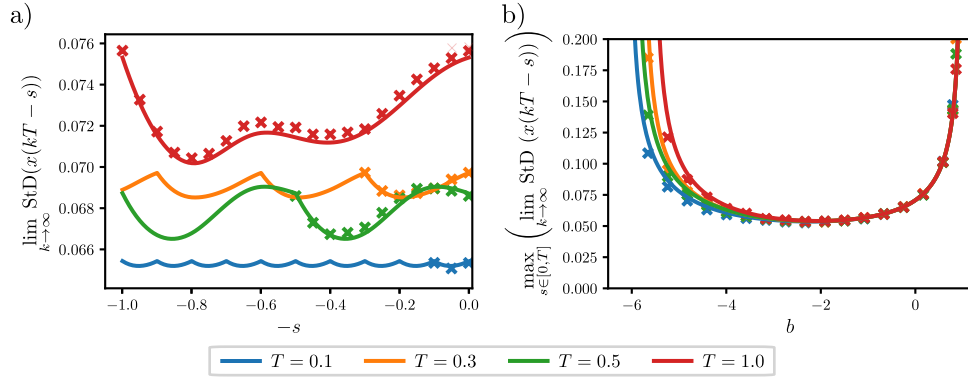 a)
lim k→∞ StD(x(kT − s))
0.076
0.074
0.072
0.070
0.068
0.066
−1.0 −0.8 −0.6 −0.4 −0.2 0.0
−s
b)
max s∈[0,T] ( lim k→∞ StD (x(kT − s)) )
0.200
0.175
0.150
0.125
0.100
0.075
0.050
0.025
0.000
−6 −4 −2 0
b
T = 0.1 T = 0.3 T = 0.5 T = 1.0